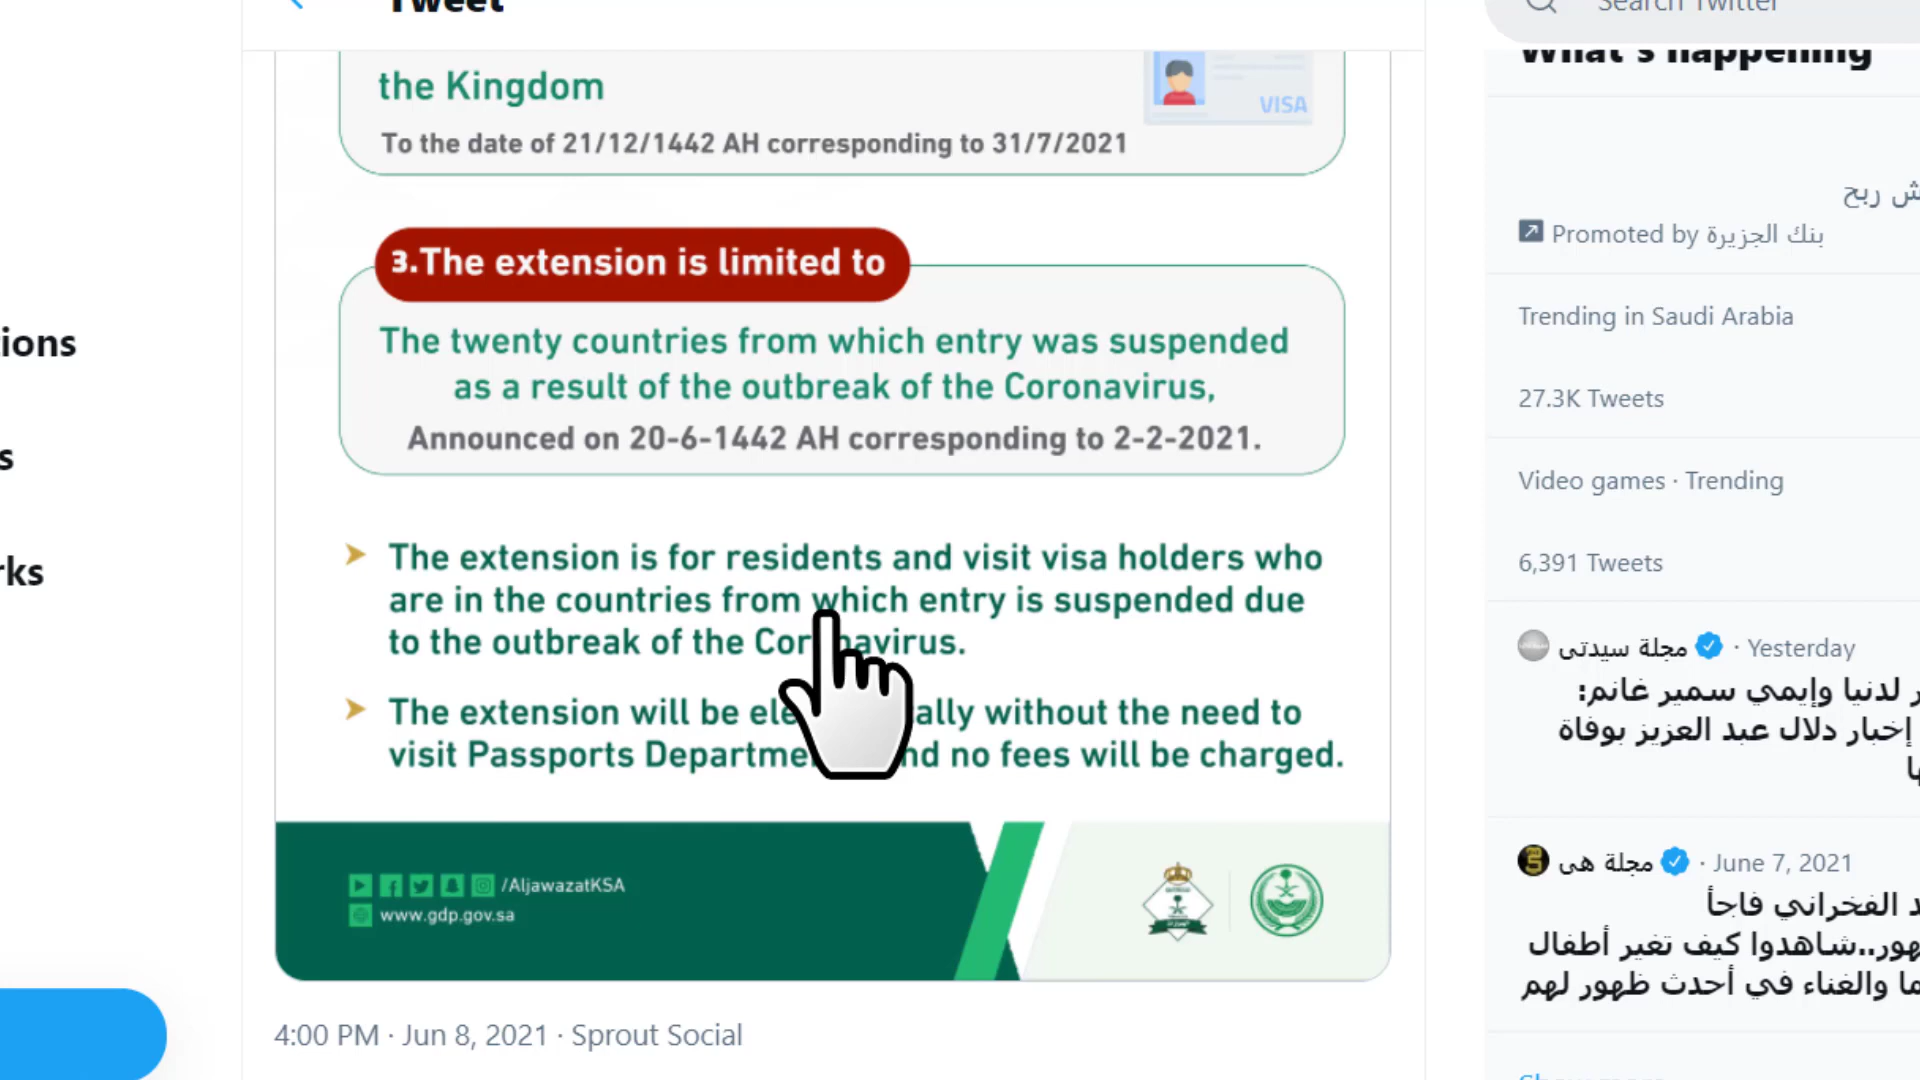 Tweet
the Kingdom
VISA
To the date of 21/12/1442 AH corresponding to 31/7/2021
3.The extension is limited to
The twenty countries from which entry was suspended
as a result of the outbreak of the Coronavirus,
Announced on 20-6-1442 AH corresponding to 2-2-2021.
The extension is for residents and visit visa holders who
are in the countries from which entry is suspended due
to the outbreak of the Coronavirus.
The extension will be ally without the need to
visit Passports no fees will be charged.
/AljawazatKSA
www.gdp.gov.sa
4:00 PM · Jun 8, 2021 · Sprout Social
tions
s
rks
Search Twitter
What's happening
ش ربح
Promoted by بنك الجزيرة
Trending in Saudi Arabia
27.3K Tweets
Video games · Trending
6,391 Tweets
مجلة سيدتي · Yesterday
ر لدنيا وإيمي سمير غانم:
إخبار دلال عبد العزيز بوفاة
مجلة هي · June 7, 2021
د الفخراني فاجأ
هور..شاهدوا كيف تغير أطفال
ما والغناء في أحدث ظهور لهم
Show more